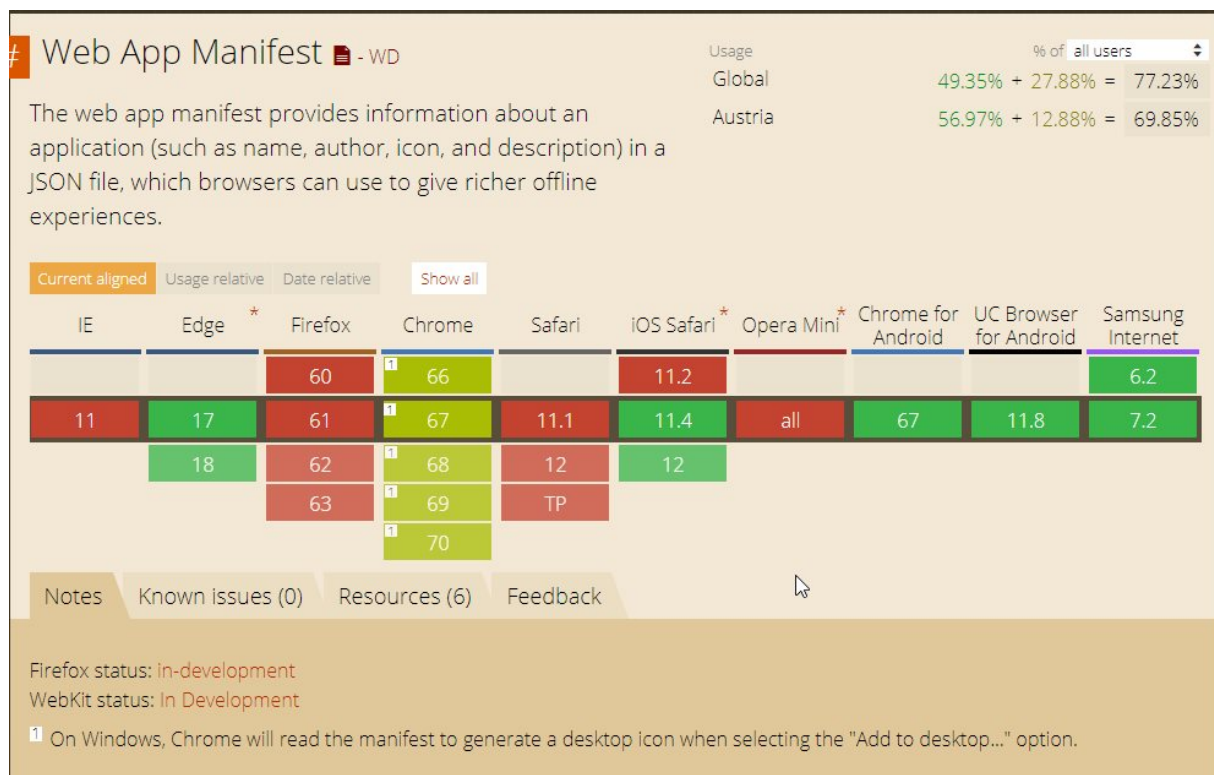 # Web App Manifest - WD
Usage % of all users
Global 49.35% + 27.88% = 77.23%
Austria 56.97% + 12.88% = 69.85%
The web app manifest provides information about an
application (such as name, author, icon, and description) in a
JSON file, which browsers can use to give richer offline
experiences.
Current aligned Usage relative Date relative Show all
IE Edge * Firefox Chrome Safari iOS Safari * Opera Mini * Chrome for Android UC Browser for Android Samsung Internet
60 1 66 11.2 6.2
11 17 61 1 67 11.1 11.4 all 67 11.8 7.2
18 62 1 68 12 12
63 1 69 TP
1 70
Notes Known issues (0) Resources (6) Feedback
Firefox status: in-development
WebKit status: In Development
1 On Windows, Chrome will read the manifest to generate a desktop icon when selecting the "Add to desktop..." option.